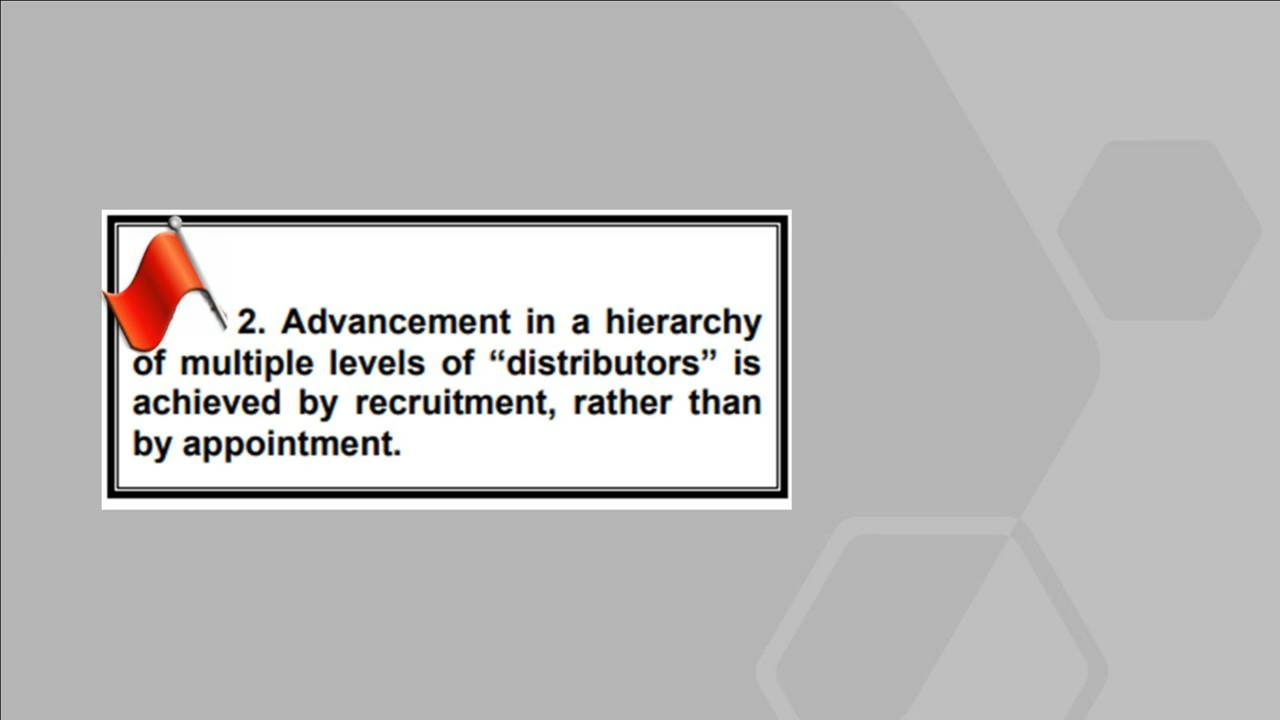 2. Advancement in a hierarchy
of multiple levels of “distributors” is
achieved by recruitment, rather than
by appointment.